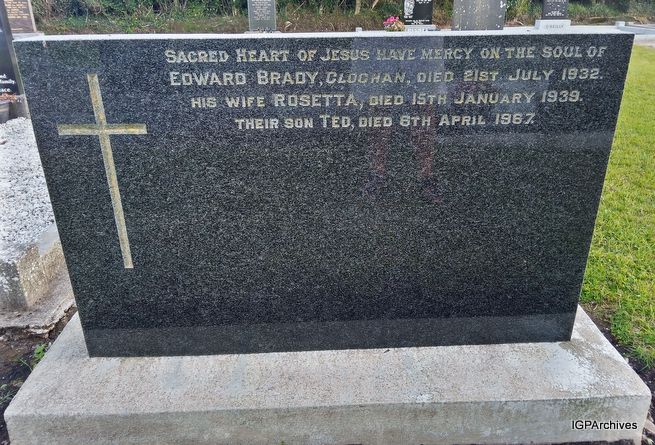 SACRED HEART OF JESUS HAVE MERCY ON THE SOUL OF
EDWARD BRADY, CLOGHAN, DIED 21ST JULY 1932.
HIS WIFE ROSETTA, DIED 15TH JANUARY 1939.
THEIR SON TED, DIED 6TH APRIL 1967.
IGPArchives